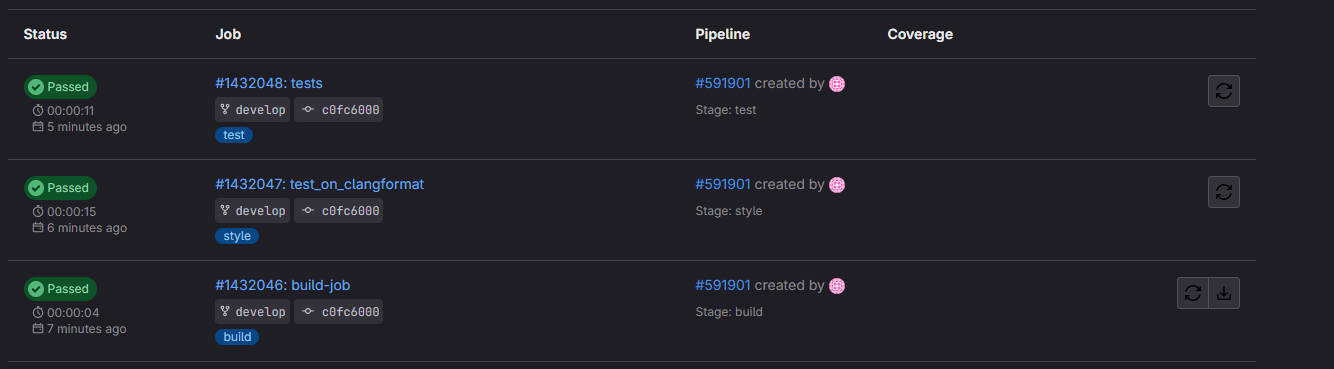 Status Job Pipeline Coverage
Passed #1432048: tests #591901 created by
00:00:11 develop c0fc6000 Stage: test
5 minutes ago test
Passed #1432047: test_on_clangformat #591901 created by
00:00:15 develop c0fc6000 Stage: style
6 minutes ago style
Passed #1432046: build-job #591901 created by
00:00:04 develop c0fc6000 Stage: build
7 minutes ago build